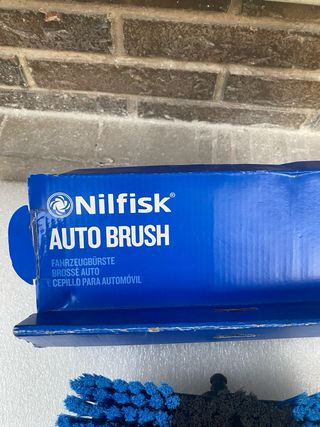 Nilfisk®
AUTO BRUSH
FAHRZEUGBÜRSTE
BROSSE AUTO
CEPILLO PARA AUTOMÓVIL